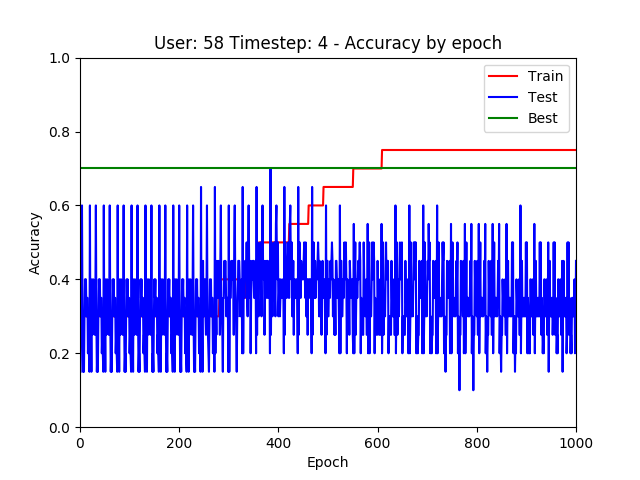 User: 58 Timestep: 4 - Accuracy by epoch
1.0
0.8
0.6
0.4
0.2
0.0
Accuracy
Train
Test
Best
0 200 400 600 800 1000
Epoch